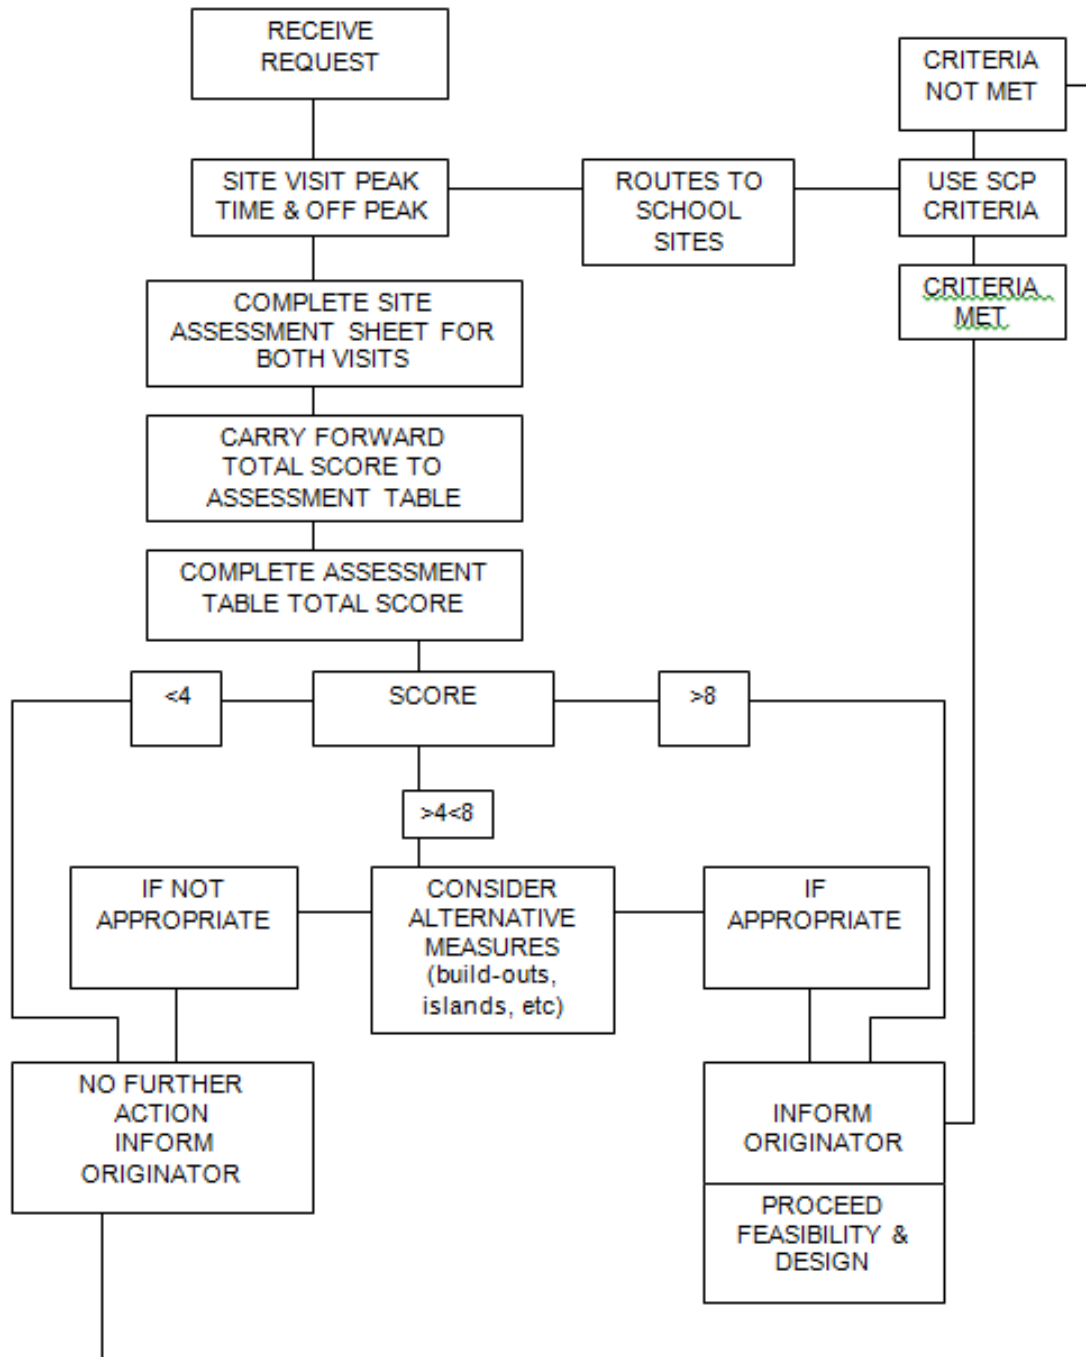 RECEIVE
REQUEST
CRITERIA
NOT MET
SITE VISIT PEAK
TIME & OFF PEAK
ROUTES TO
SCHOOL
SITES
USE SCP
CRITERIA
CRITERIA
MET
COMPLETE SITE
ASSESSMENT SHEET FOR
BOTH VISITS
CARRY FORWARD
TOTAL SCORE TO
ASSESSMENT TABLE
COMPLETE ASSESSMENT
TABLE TOTAL SCORE
<4
SCORE
>8
>4<8
IF NOT
APPROPRIATE
CONSIDER
ALTERNATIVE
MEASURES
(build-outs,
islands, etc)
IF
APPROPRIATE
NO FURTHER
ACTION
INFORM
ORIGINATOR
INFORM
ORIGINATOR
PROCEED
FEASIBILITY &
DESIGN